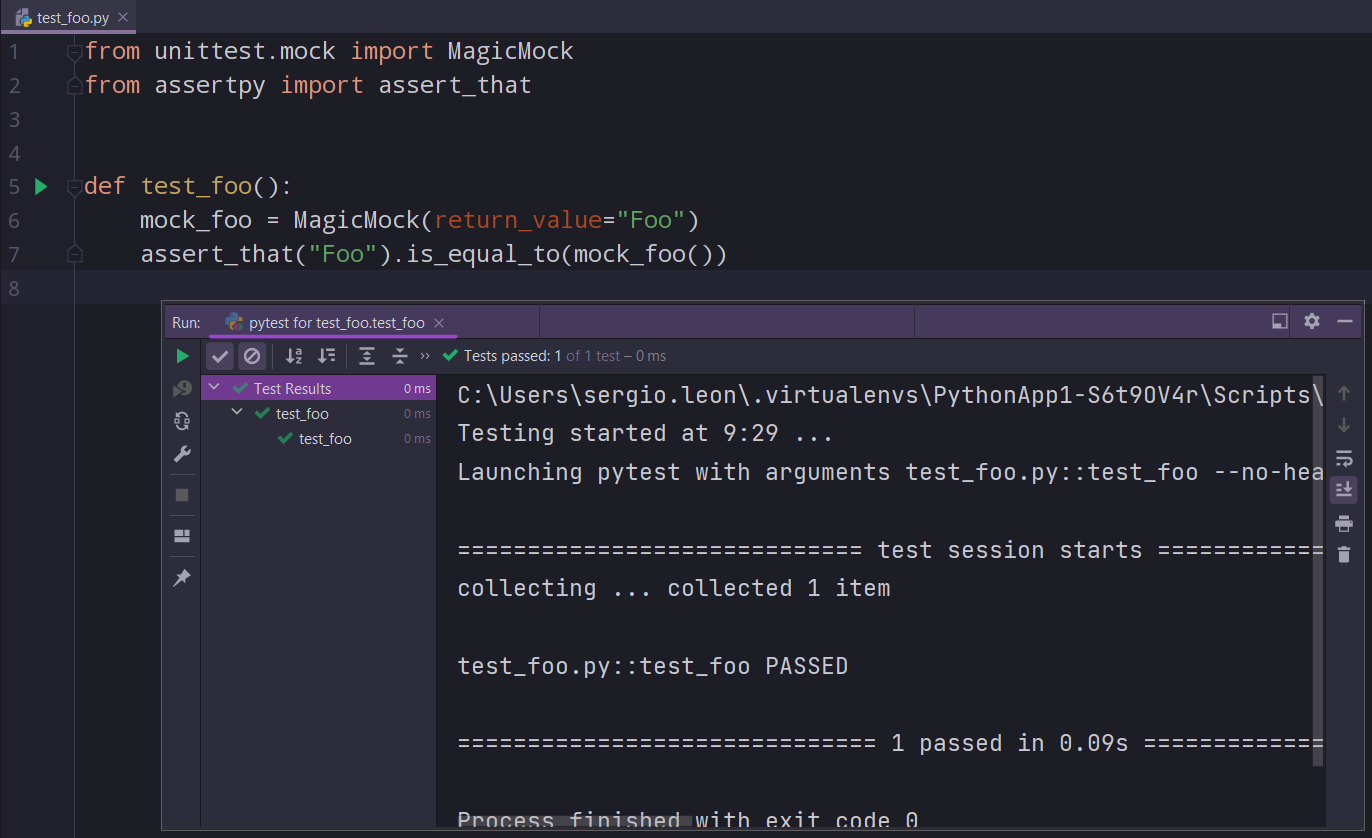 test_foo.py
1 from unittest.mock import MagicMock
2 from assertpy import assert_that
3
4
5 def test_foo():
6 mock_foo = MagicMock(return_value="Foo")
7 assert_that("Foo").is_equal_to(mock_foo())
8
Run: pytest for test_foo.test_foo
Tests passed: 1 of 1 test – 0 ms
Test Results 0 ms
test_foo 0 ms
test_foo 0 ms
C:\Users\sergio.leon\.virtualenvs\PythonApp1-S6t9OV4r\Scripts\
Testing started at 9:29 ...
Launching pytest with arguments test_foo.py::test_foo --no-hea
============================= test session starts ============
collecting ... collected 1 item
test_foo.py::test_foo PASSED
============================== 1 passed in 0.09s =============
Process finished with exit code 0